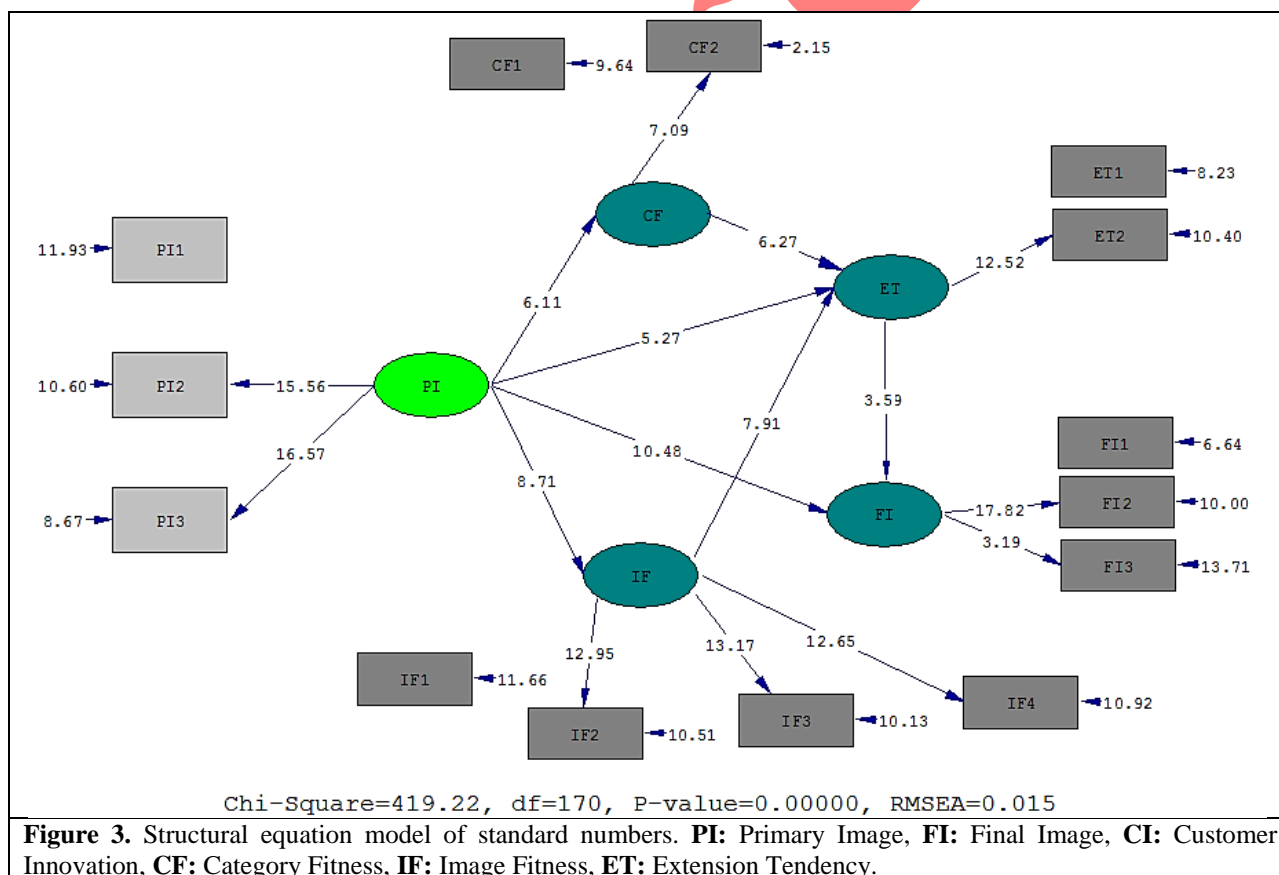 CF1
9.64
CF2
2.15
7.09
ET1
8.23
CF
ET2
10.40
PI1
11.93
6.27
12.52
ET
6.11
5.27
PI2
10.60
15.56
PI
3.59
7.91
FI1
6.64
16.57
10.48
8.71
FI2
10.00
17.82
FI
3.19
PI3
8.67
FI3
13.71
IF
12.95
13.17
12.65
IF1
11.66
IF2
10.51
IF3
10.13
IF4
10.92
Chi-Square=419.22, df=170, P-value=0.00000, RMSEA=0.015
Figure 3. Structural equation model of standard numbers. PI: Primary Image, FI: Final Image, CI: Customer
Innovation, CF: Category Fitness, IF: Image Fitness, ET: Extension Tendency.